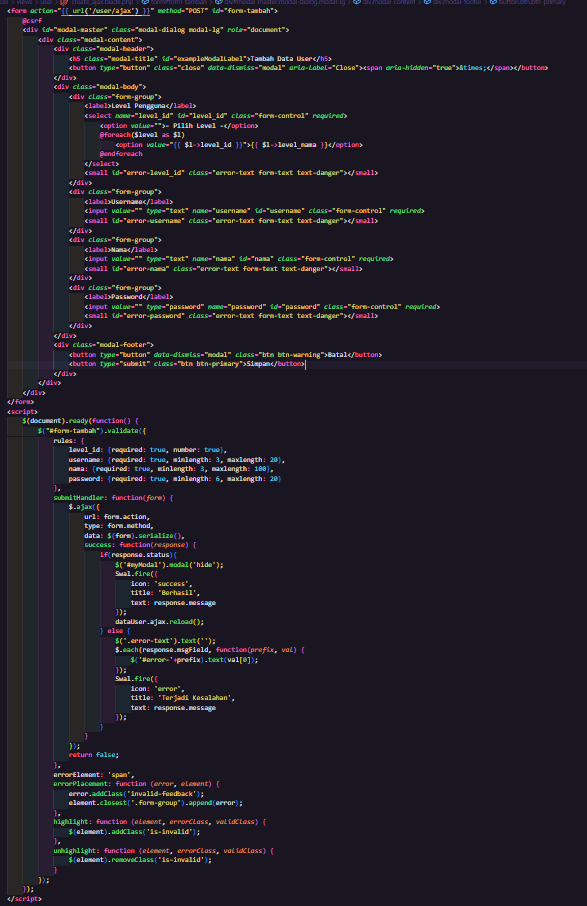 <form action="{{ url('/user/ajax') }}" method="POST" id="form-tambah">
    @csrf
    <div id="modal-master" class="modal-dialog modal-lg" role="document">
        <div class="modal-content">
            <div class="modal-header">
                <h5 class="modal-title" id="exampleModalLabel">Tambah Data User</h5>
                <button type="button" class="close" data-dismiss="modal" aria-label="Close"><span aria-hidden="true">&times;</span></button>
            </div>
            <div class="modal-body">
                <div class="form-group">
                    <label>Level Pengguna</label>
                    <select name="level_id" id="level_id" class="form-control" required>
                        <option value="">- Pilih Level -</option>
                        @foreach($level as $l)
                            <option value="{{ $l->level_id }}">{{ $l->level_nama }}</option>
                        @endforeach
                    </select>
                    <small id="error-level_id" class="error-text form-text text-danger"></small>
                </div>
                <div class="form-group">
                    <label>Username</label>
                    <input value="" type="text" name="username" id="username" class="form-control" required>
                    <small id="error-username" class="error-text form-text text-danger"></small>
                </div>
                <div class="form-group">
                    <label>Nama</label>
                    <input value="" type="text" name="nama" id="nama" class="form-control" required>
                    <small id="error-nama" class="error-text form-text text-danger"></small>
                </div>
                <div class="form-group">
                    <label>Password</label>
                    <input value="" type="password" name="password" id="password" class="form-control" required>
                    <small id="error-password" class="error-text form-text text-danger"></small>
                </div>
            </div>
            <div class="modal-footer">
                <button type="button" data-dismiss="modal" class="btn btn-warning">Batal</button>
                <button type="submit" class="btn btn-primary">Simpan</button>
            </div>
        </div>
    </div>
</form>
<script>
    $(document).ready(function() {
        $("#form-tambah").validate({
            rules: {
                level_id: {required: true, number: true},
                username: {required: true, minlength: 3, maxlength: 20},
                nama: {required: true, minlength: 3, maxlength: 100},
                password: {required: true, minlength: 6, maxlength: 20}
            },
            submitHandler: function(form) {
                $.ajax({
                    url: form.action,
                    type: form.method,
                    data: $(form).serialize(),
                    success: function(response) {
                        if(response.status){
                            $('#myModal').modal('hide');
                            Swal.fire({
                                icon: 'success',
                                title: 'Berhasil',
                                text: response.message
                            });
                            dataUser.ajax.reload();
                        } else {
                            $('.error-text').text('');
                            $.each(response.msgField, function(prefix, val) {
                                $('#error-'+prefix).text(val[0]);
                            });
                            Swal.fire({
                                icon: 'error',
                                title: 'Terjadi Kesalahan',
                                text: response.message
                            });
                        }
                    }
                });
                return false;
            },
            errorElement: 'span',
            errorPlacement: function (error, element) {
                error.addClass('invalid-feedback');
                element.closest('.form-group').append(error);
            },
            highlight: function (element, errorClass, validClass) {
                $(element).addClass('is-invalid');
            },
            unhighlight: function (element, errorClass, validClass) {
                $(element).removeClass('is-invalid');
            }
        });
    });
</script>